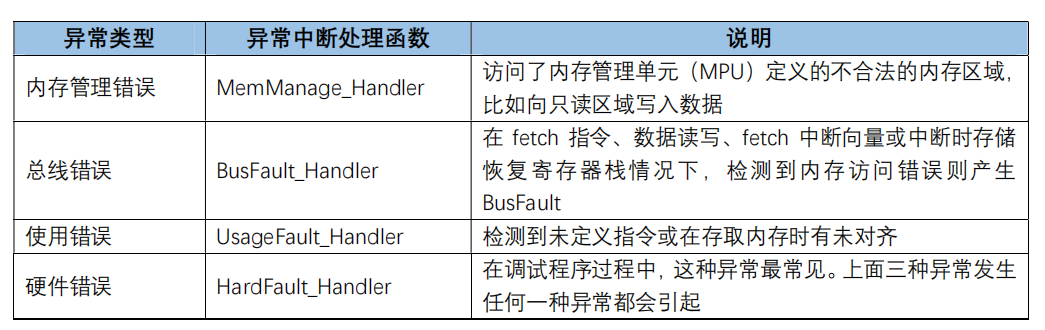 异常类型 异常中断处理函数 说明
内存管理错误 MemManage_Handler 访问了内存管理单元（MPU）定义的不合法的内存区域，
比如向只读区域写入数据
总线错误 BusFault_Handler 在 fetch 指令、数据读写、fetch 中断向量或中断时存储
恢复寄存器栈情况下，检测到内存访问错误则产生
BusFault
使用错误 UsageFault_Handler 检测到未定义指令或在存取内存时有未对齐
硬件错误 HardFault_Handler 在调试程序过程中，这种异常最常见。上面三种异常发生
任何一种异常都会引起